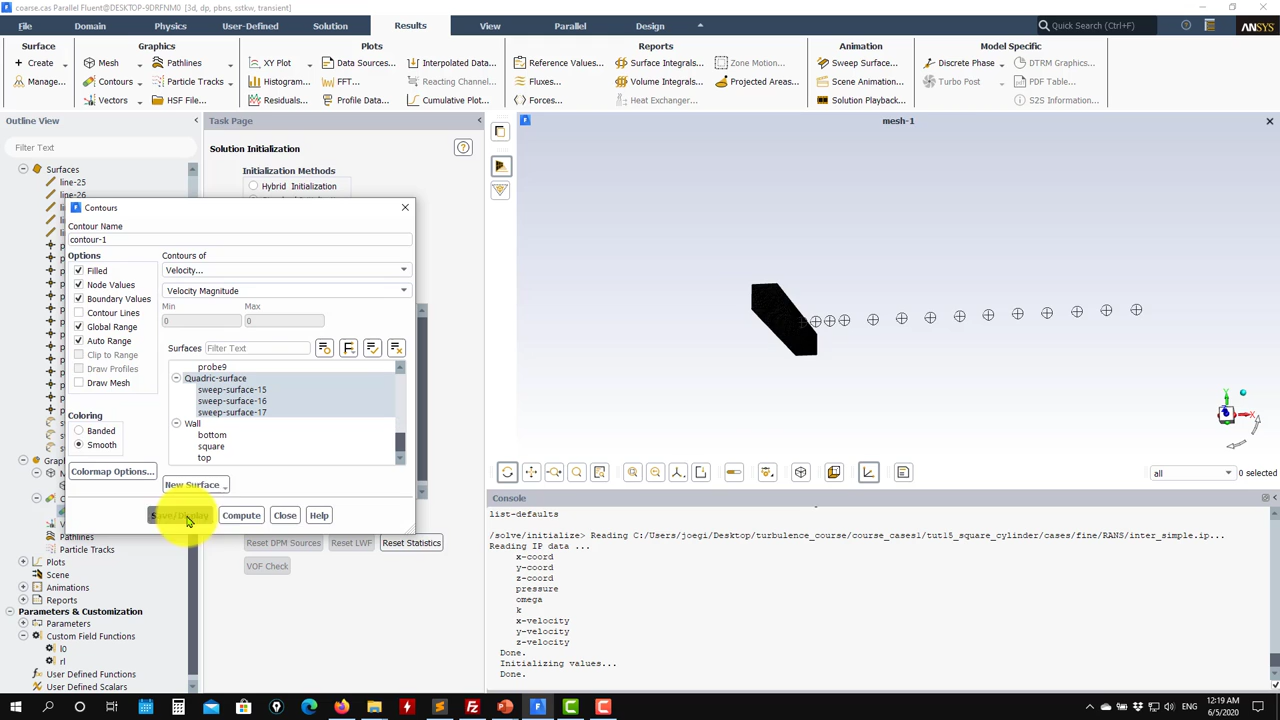 coarse.cas Parallel Fluent@DESKTOP-9DRFNM0 [3d, dp, pbns, sstkw, transient]
File Domain Physics User-Defined Solution Results View Parallel Design Quick Search (Ctrl+F) ANSYS
Surface Graphics Plots Reports Animation Model Specific
Create Mesh Pathlines XY Plot Data Sources... Interpolated Data... Reference Values... Surface Integrals... Zone Motion... Sweep Surface... Discrete Phase DTRM Graphics...
Manage... Contours Particle Tracks Histogram... FFT... Reacting Channel... Fluxes... Volume Integrals... Projected Areas... Scene Animation... Turbo Post PDF Table...
Vectors HSF File... Residuals... Profile Data... Cumulative Plot... Forces... Heat Exchanger... Solution Playback... S2S Information...
Outline View Task Page mesh-1
Filter Text
Solution Initialization
Surfaces
line-25
line-26
Initialization Methods
Hybrid Initialization
Contours
Contour Name
contour-1
Options
Filled
Node Values
Boundary Values
Contour Lines
Global Range
Auto Range
Clip to Range
Draw Profiles
Draw Mesh
Coloring
Banded
Smooth
Colormap Options...
Contours of
Velocity...
Velocity Magnitude
Min Max
0 0
Surfaces Filter Text
probe9
Quadric-surface
sweep-surface-15
sweep-surface-16
sweep-surface-17
Wall
bottom
square
top
New Surface
Save/Display Compute Close Help
Reset DPM Sources Reset LWF Reset Statistics
VOF Check
Pathlines
Particle Tracks
Plots
Scene
Animations
Reports
Parameters & Customization
Parameters
Custom Field Functions
l0
rl
User Defined Functions
User Defined Scalars
Y
X
all 0 selected
Console
list-defaults
/solve/initialize> Reading C:/Users/joegi/Desktop/turbulence_course/course_cases1/tut15_square_cylinder/cases/fine/RANS/inter_simple.ip...
Reading IP data ...
x-coord
y-coord
z-coord
pressure
omega
k
x-velocity
y-velocity
z-velocity
Done.
Initializing values...
Done.
ENG
12:19 AM
6/5/2020